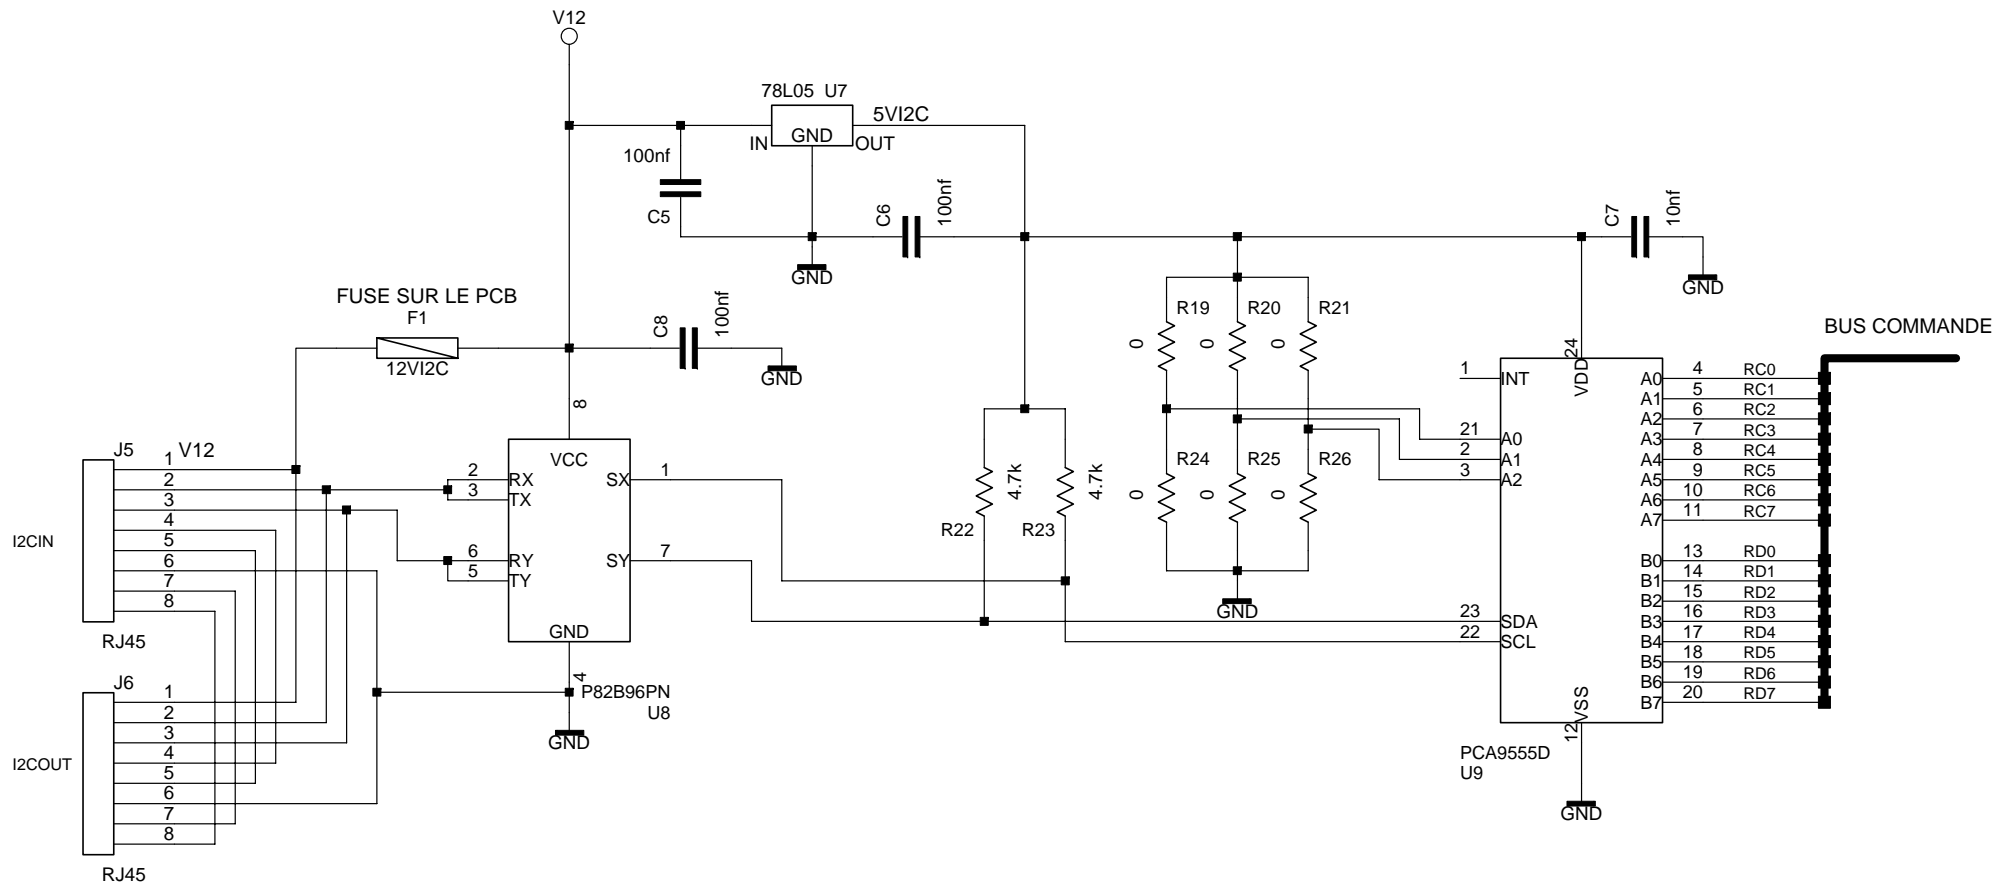 V12
78L05 U7
5VI2C
GND
IN
OUT
100nf
C5
C6
100nf
GND
C7
10nf
GND
FUSE SUR LE PCB
F1
12VI2C
C8
100nf
GND
R19
R20
R21
0
0
0
BUS COMMANDE
J5
V12
1
2
3
4
5
6
7
8
I2CIN
RJ45
J6
1
2
3
4
5
6
7
8
I2COUT
RJ45
8
VCC
2
RX
3
TX
6
RY
5
TY
SX
1
SY
7
GND
4
P82B96PN
U8
GND
4.7k
4.7k
R22
R23
R24
R25
R26
0
0
0
GND
1
INT
24
VDD
21
A0
2
A1
3
A2
23
SDA
22
SCL
VSS
12
PCA9555D
U9
GND
A0 4 RC0
A1 5 RC1
A2 6 RC2
A3 7 RC3
A4 8 RC4
A5 9 RC5
A6 10 RC6
A7 11 RC7
B0 13 RD0
B1 14 RD1
B2 15 RD2
B3 16 RD3
B4 17 RD4
B5 18 RD5
B6 19 RD6
B7 20 RD7